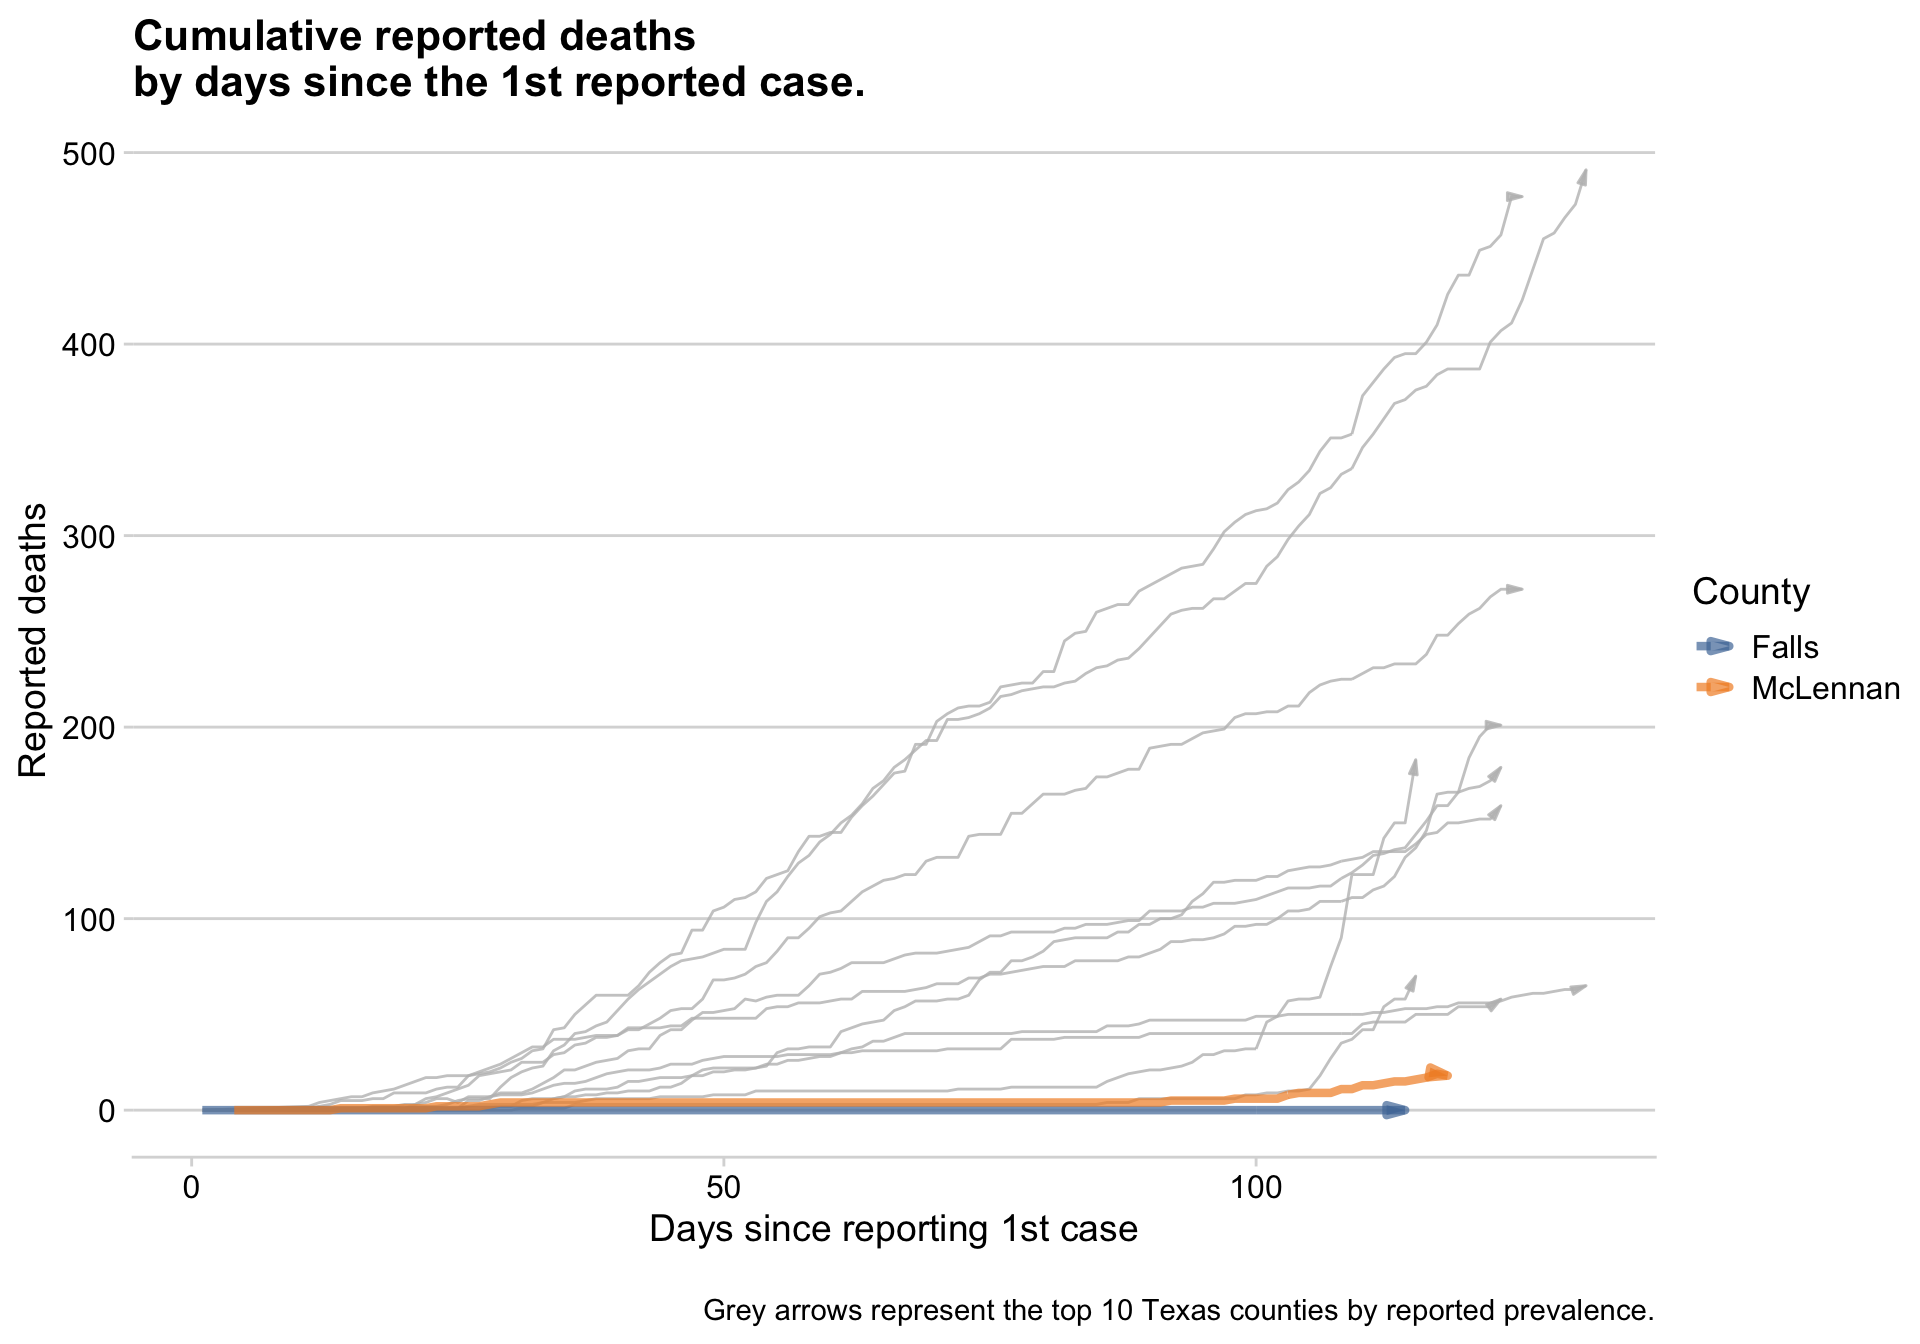 Cumulative reported deaths
by days since the 1st reported case.
500
400
300
200
100
0
Reported deaths
0 50 100
Days since reporting 1st case
County
Falls
McLennan
Grey arrows represent the top 10 Texas counties by reported prevalence.